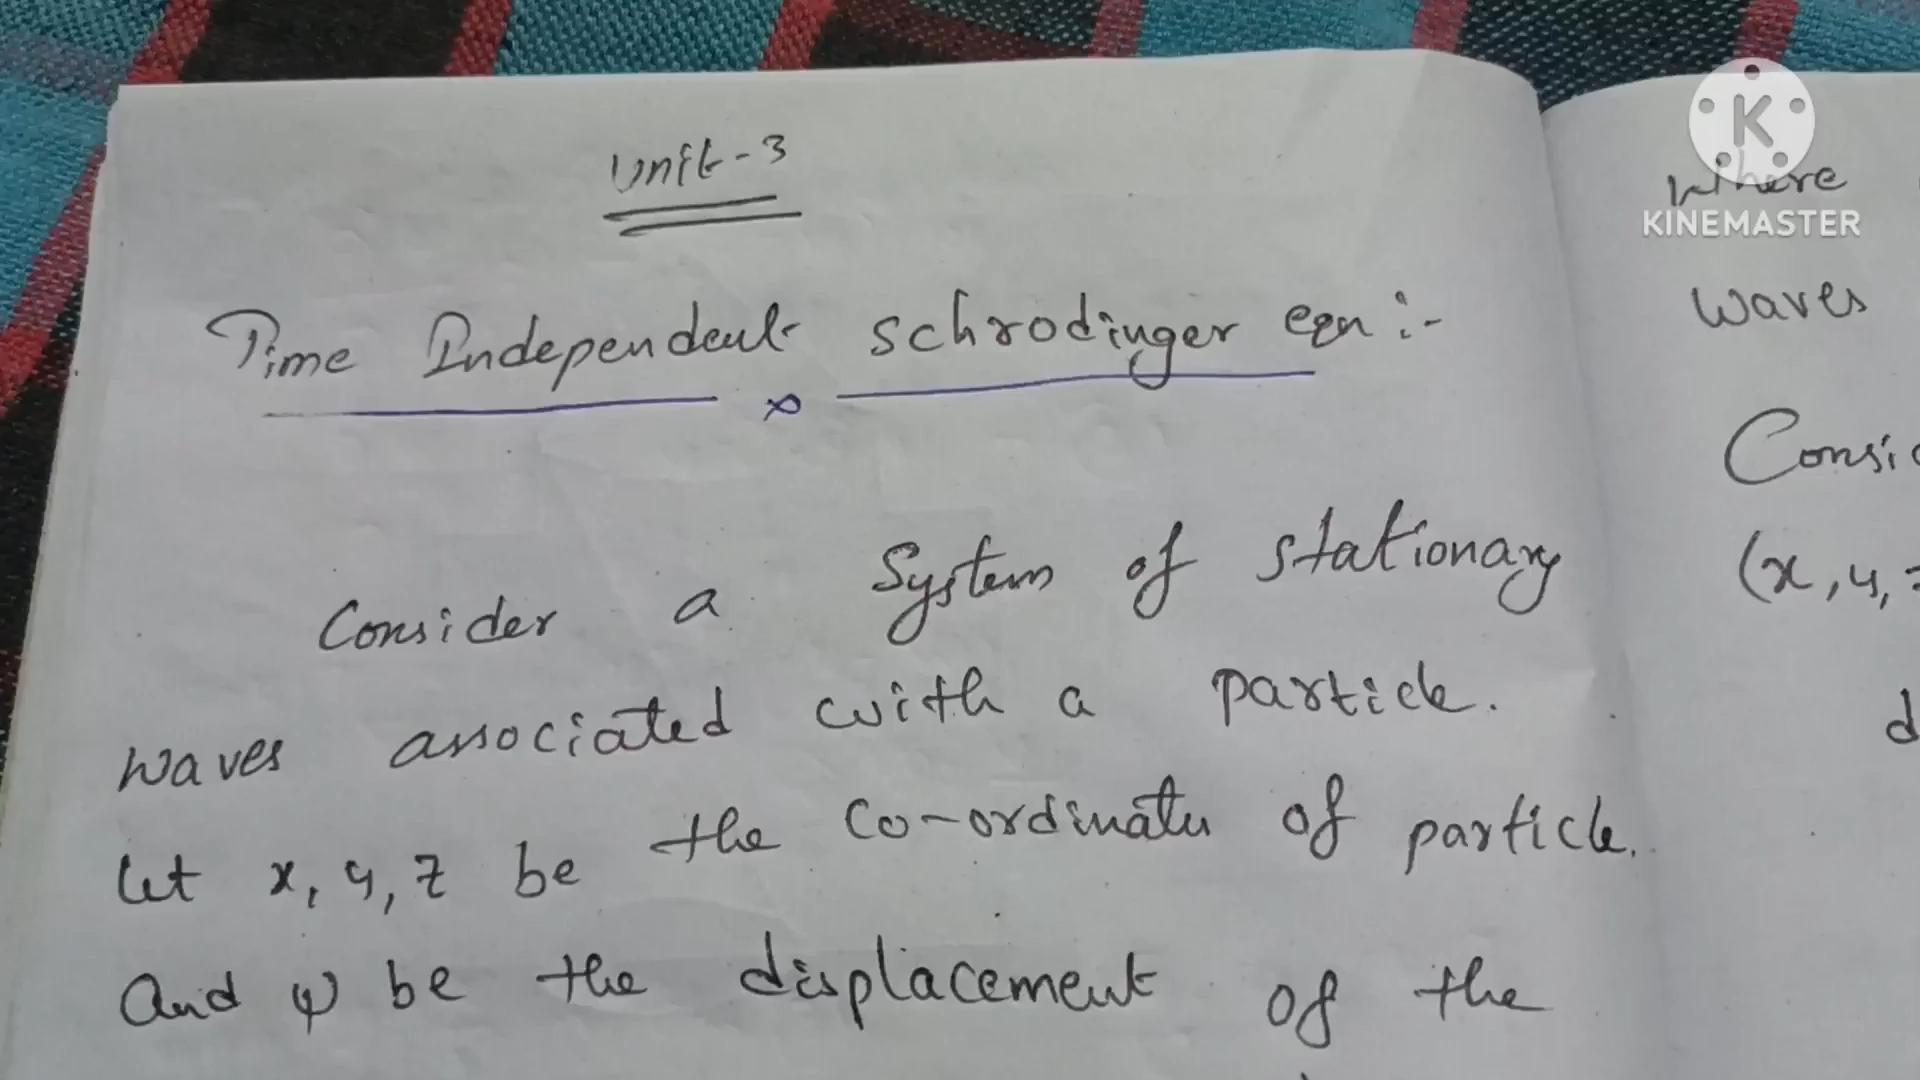 Unit-3
Time Independent Schrodinger eqn :-
Consider a System of stationary
waves associated with a particle.
let x, y, z be the co-ordinates of particle.
And ψ be the displacement of the
where
waves
Consi
(x, y, z
d
K
KINEMASTER